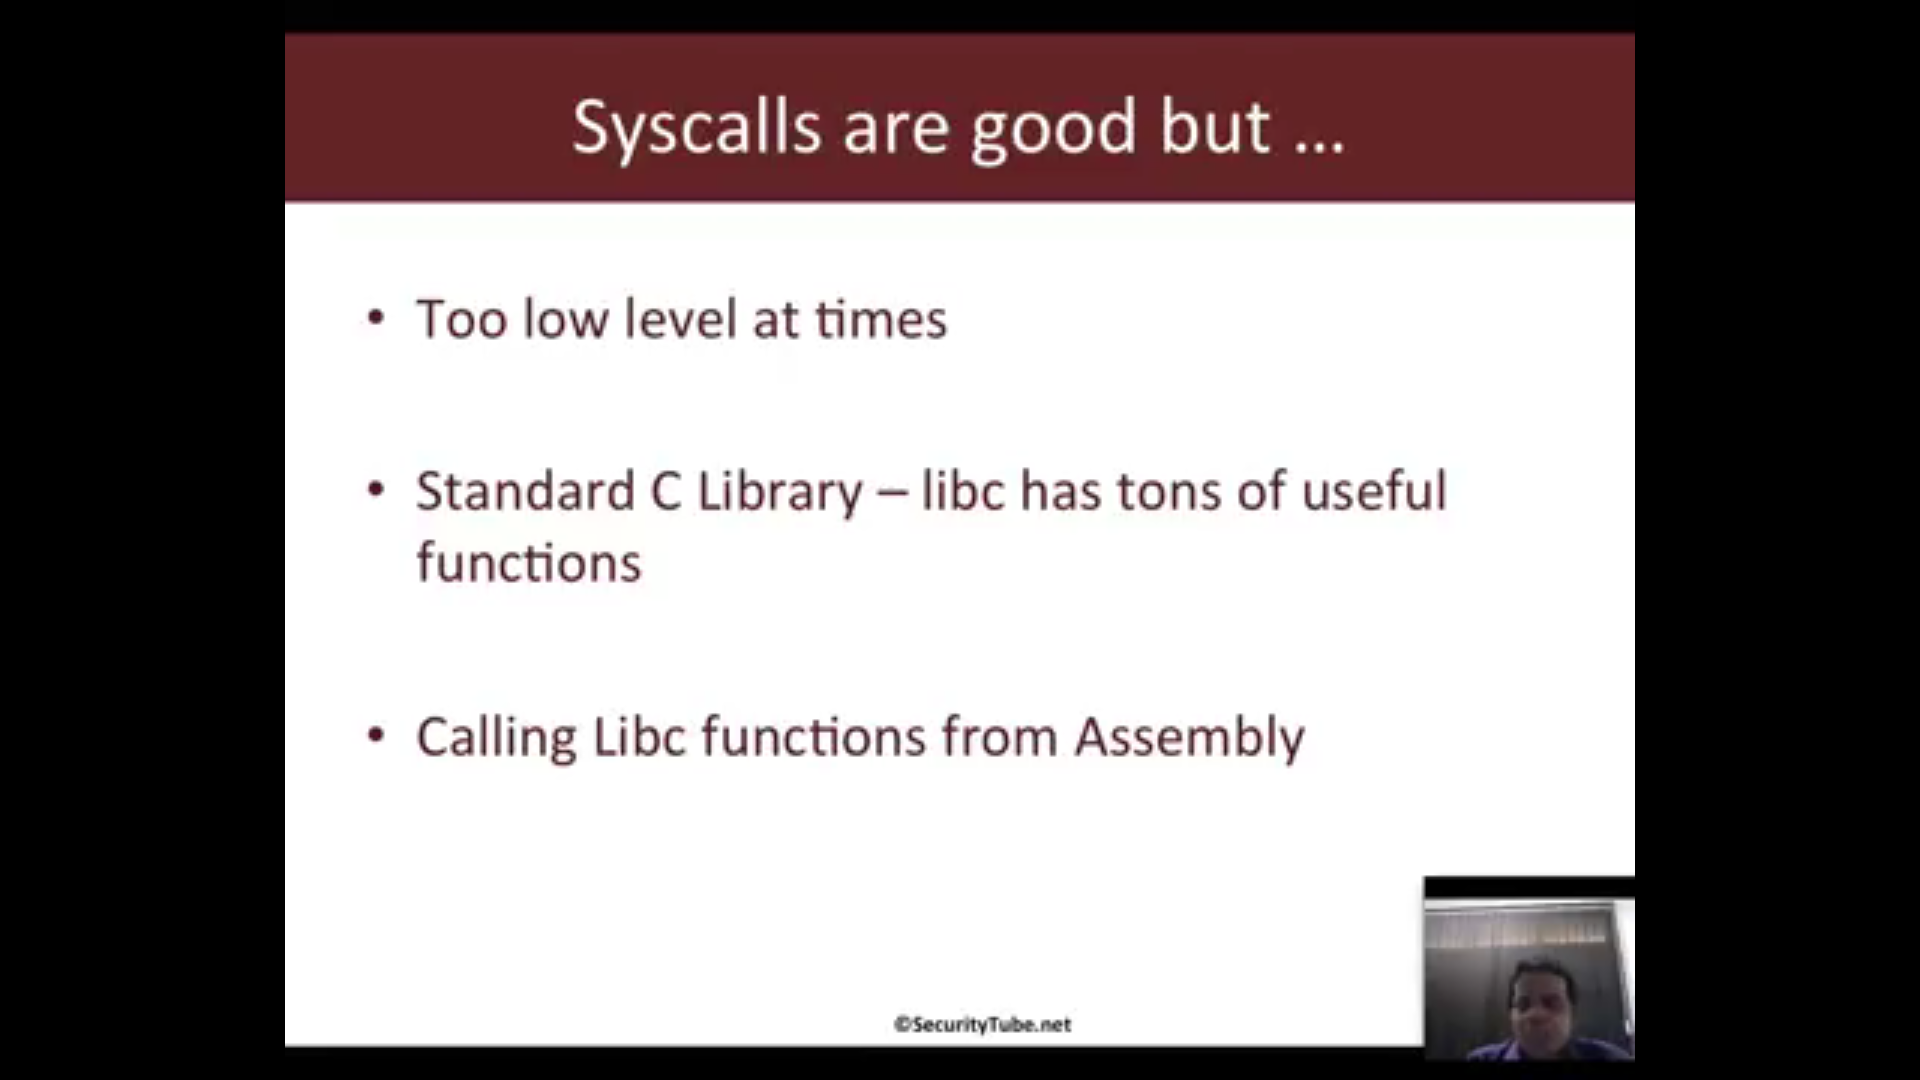 Syscalls are good but ...
• Too low level at times
• Standard C Library – libc has tons of useful
functions
• Calling Libc functions from Assembly
©SecurityTube.net